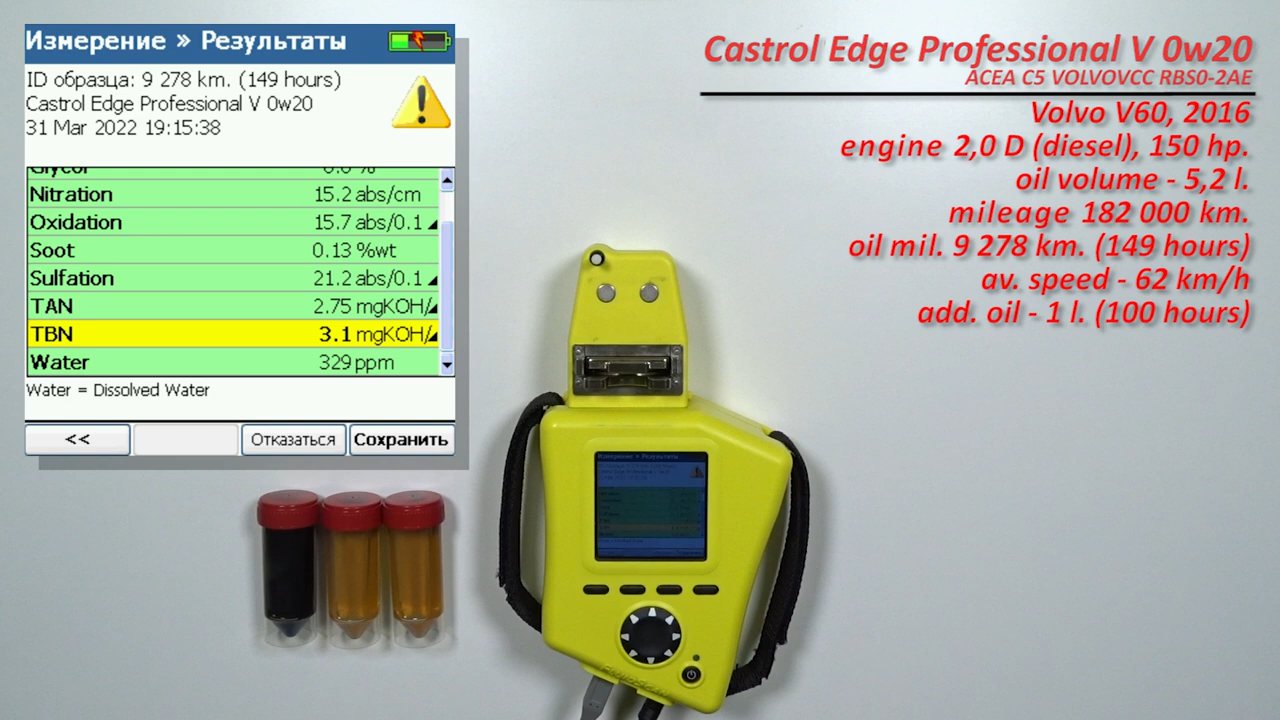 Измерение » Результаты
ID образца: 9 278 km. (149 hours)
Castrol Edge Professional V 0w20
31 Mar 2022 19:15:38
Glycol 0.0 %
Nitration 15.2 abs/cm
Oxidation 15.7 abs/0.1
Soot 0.13 %wt
Sulfation 21.2 abs/0.1
TAN 2.75 mgKOH/
TBN 3.1 mgKOH/
Water 329 ppm
Water = Dissolved Water
<<
Отказаться
Сохранить
Castrol Edge Professional V 0w20
ACEA C5 VOLVOVCC RBS0-2AE
Volvo V60, 2016
engine 2,0 D (diesel), 150 hp.
oil volume - 5,2 l.
mileage 182 000 km.
oil mil. 9 278 km. (149 hours)
av. speed - 62 km/h
add. oil - 1 l. (100 hours)
Измерение » Результаты